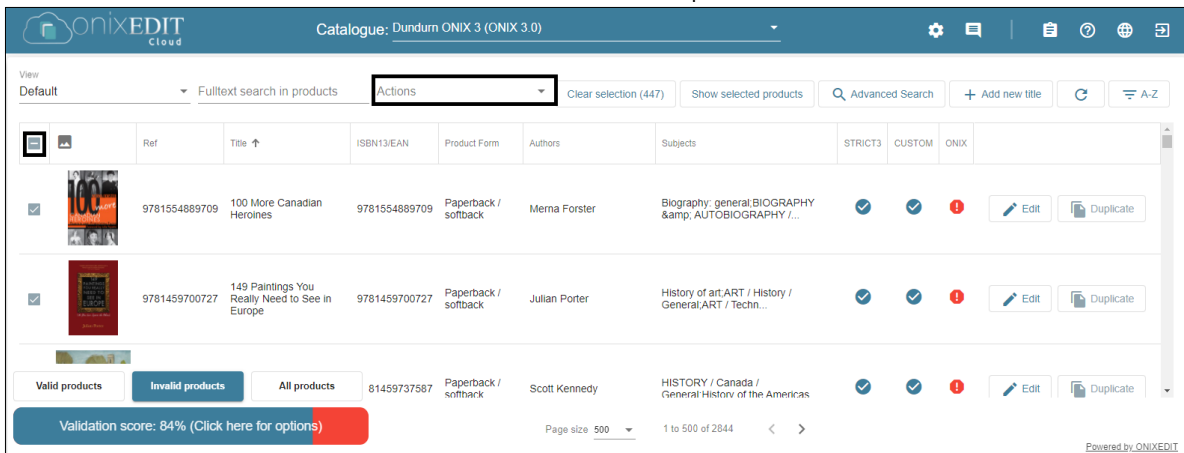 onixEDIT
Cloud
Catalogue: Dundurn ONIX 3 (ONIX 3.0)
View
Default
Fulltext search in products
Actions
Clear selection (447)
Show selected products
Advanced Search
+ Add new title
A-Z
Ref
Title
ISBN13/EAN
Product Form
Authors
Subjects
STRICT3
CUSTOM
ONIX
100
more
9781554889709
100 More Canadian
Heroines
9781554889709
Paperback /
softback
Merna Forster
Biography: general;BIOGRAPHY
&amp; AUTOBIOGRAPHY /...
Edit
Duplicate
9781459700727
149 Paintings You
Really Need to See in
Europe
9781459700727
Paperback /
softback
Julian Porter
History of art;ART / History /
General;ART / Techn...
Edit
Duplicate
81459737587
Paperback /
softback
Scott Kennedy
HISTORY / Canada /
General;History of the Americas
Edit
Duplicate
Valid products
Invalid products
All products
Validation score: 84% (Click here for options)
Page size 500
1 to 500 of 2844
Powered by ONIXEDIT